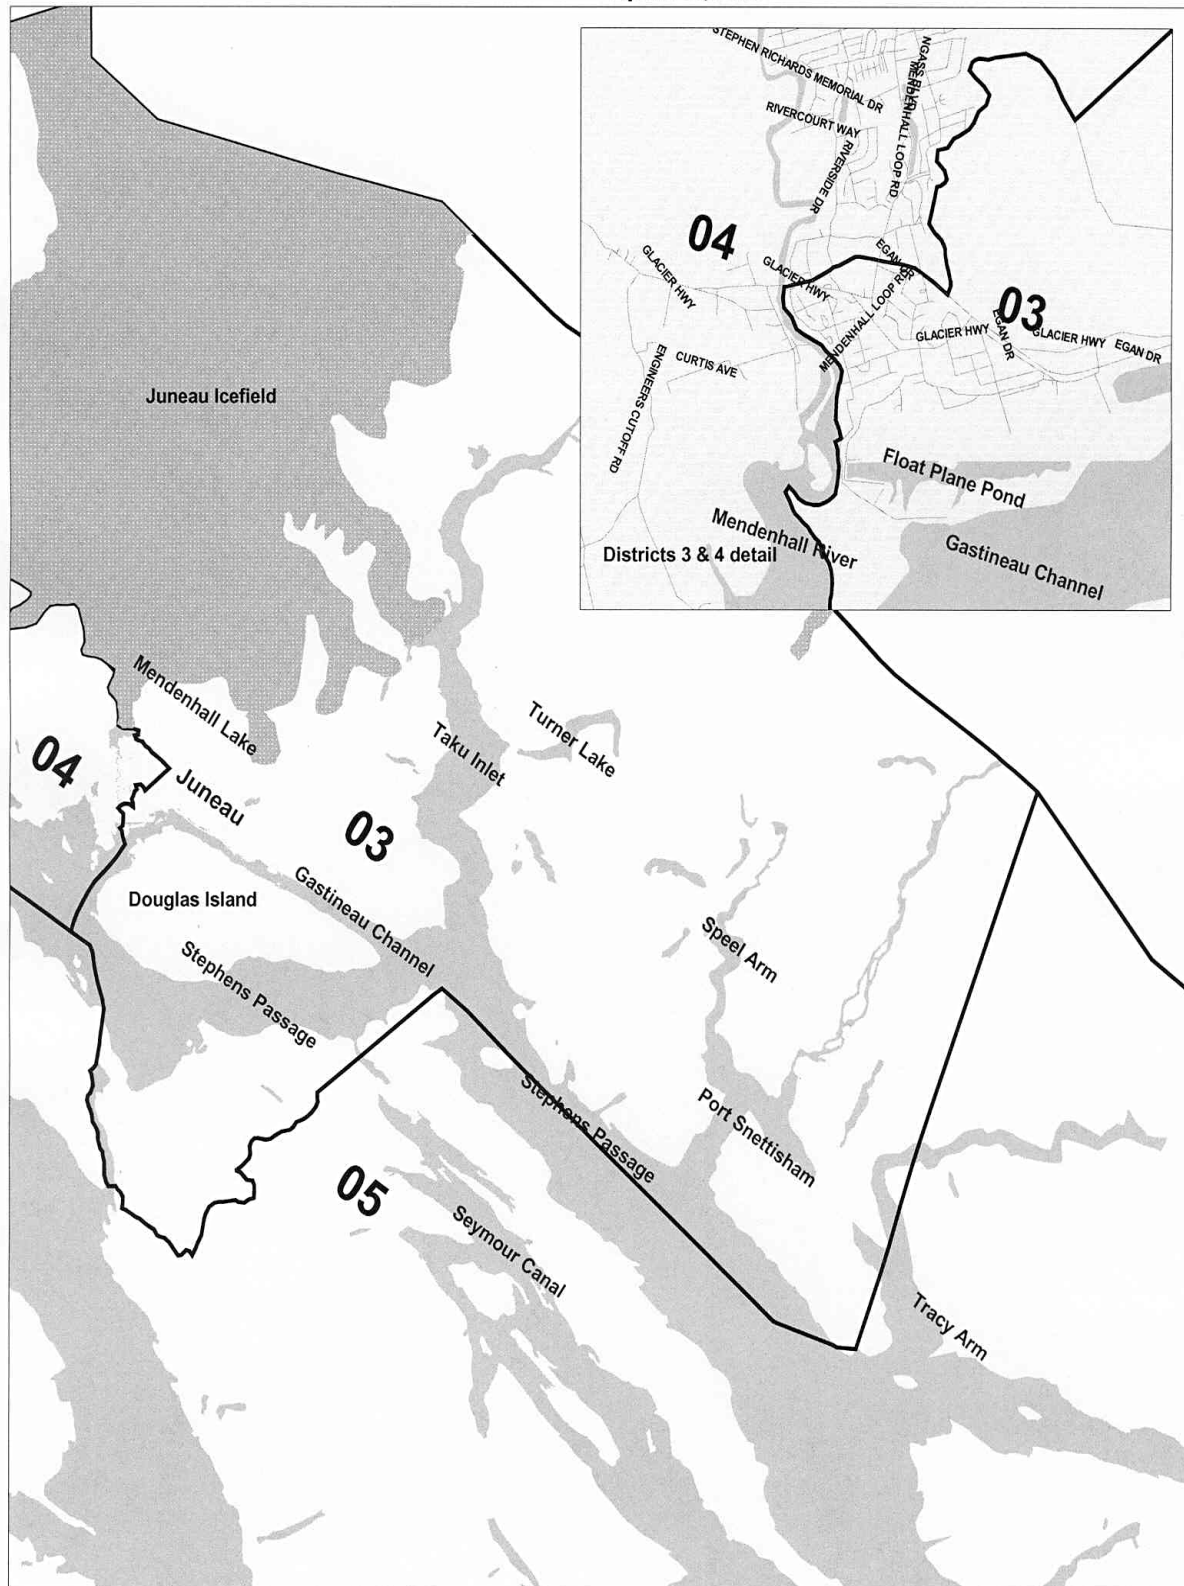 STEPHEN RICHARDS MEMORIAL DR
MENDENHALL LOOP RD
RIVERCOURT WAY
RIVERSIDE DR
04
GLACIER HWY
GLACIER HWY
EGAN DR
MENDENHALL LOOP RD
03
GLACIER HWY
EGAN DR
GLACIER HWY
EGAN DR
CURTIS AVE
ENGINEERS CUTOFF RD
Float Plane Pond
Mendenhall River
Gastineau Channel
Districts 3 & 4 detail
Juneau Icefield
Mendenhall Lake
04
Juneau
Taku Inlet
Turner Lake
03
Douglas Island
Gastineau Channel
Stephens Passage
Speel Arm
Stephens Passage
Port Snettisham
05
Seymour Canal
Tracy Arm